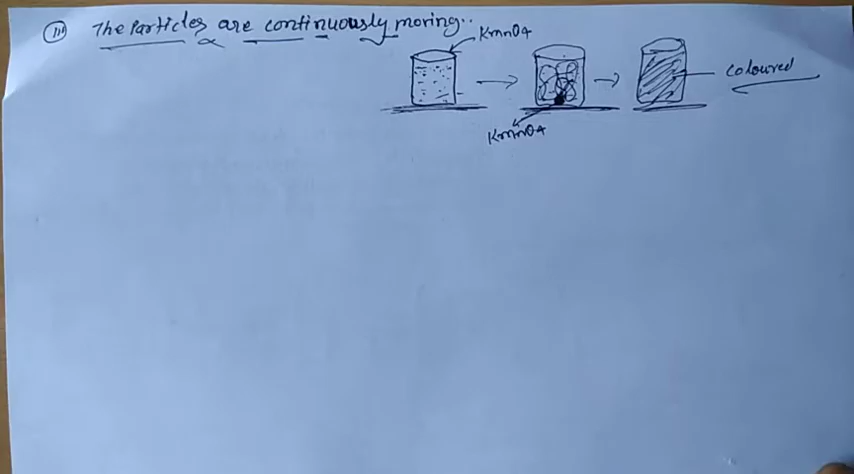 (iii) The Particles are continuously moving..
KmnO4
coloured
KmnO4